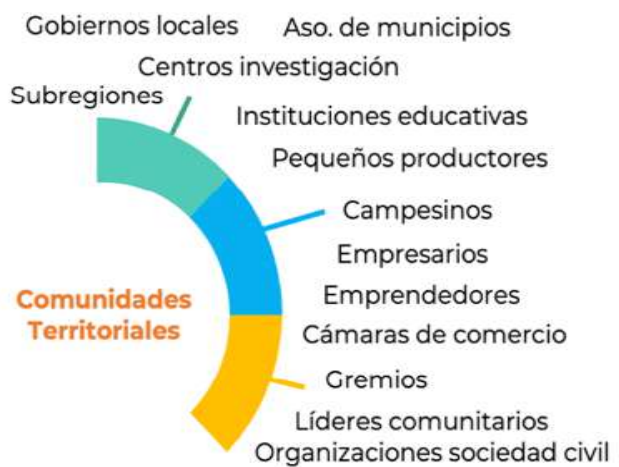 Gobiernos locales
Aso. de municipios
Centros investigación
Subregiones
Instituciones educativas
Pequeños productores
Campesinos
Empresarios
Comunidades
Territoriales
Emprendedores
Cámaras de comercio
Gremios
Líderes comunitarios
Organizaciones sociedad civil